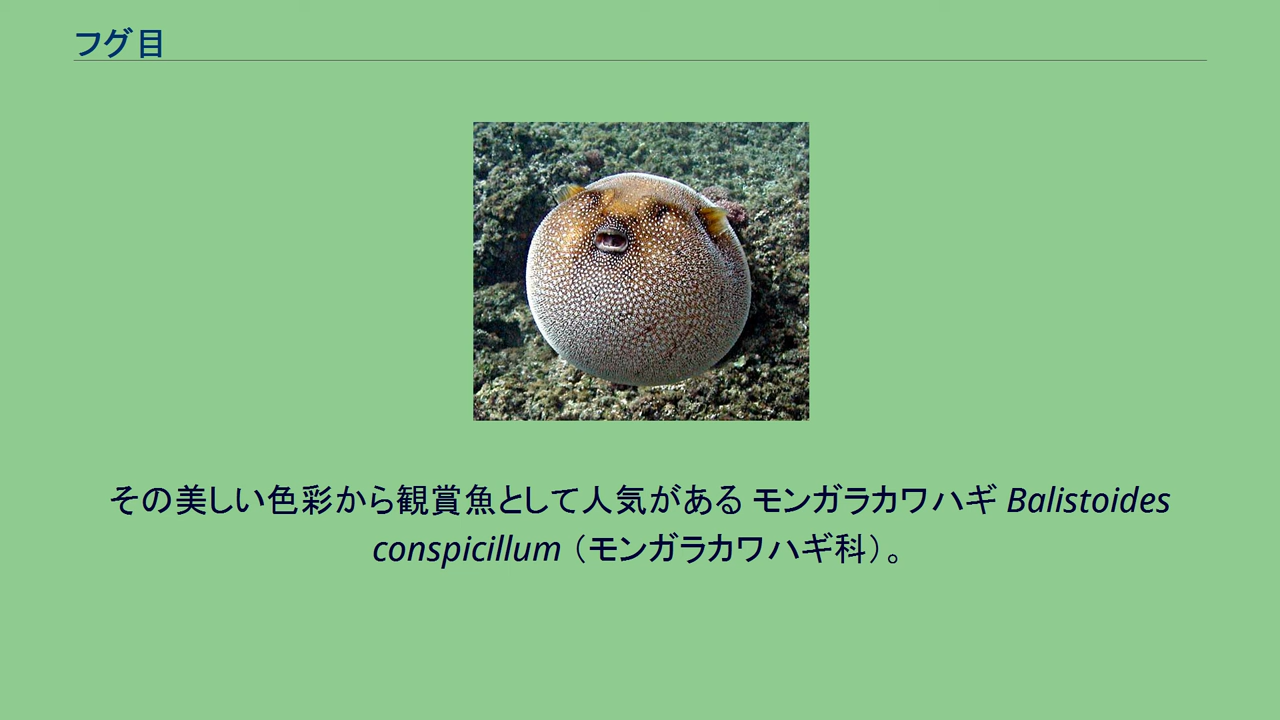 フグ目
その美しい色彩から観賞魚として人気がある モンガラカワハギ Balistoides
conspicillum（モンガラカワハギ科）。